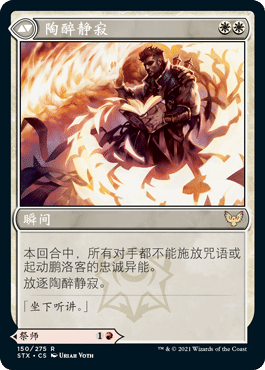 陶醉静寂
瞬间
本回合中,所有对手都不能施放咒语或
起动鹏洛客的忠诚异能。
放逐陶醉静寂。
「坐下听讲。」
祭师 1
150/275 R
STX • CS URIAH VOTH
™ & © 2021 Wizards of the Coast